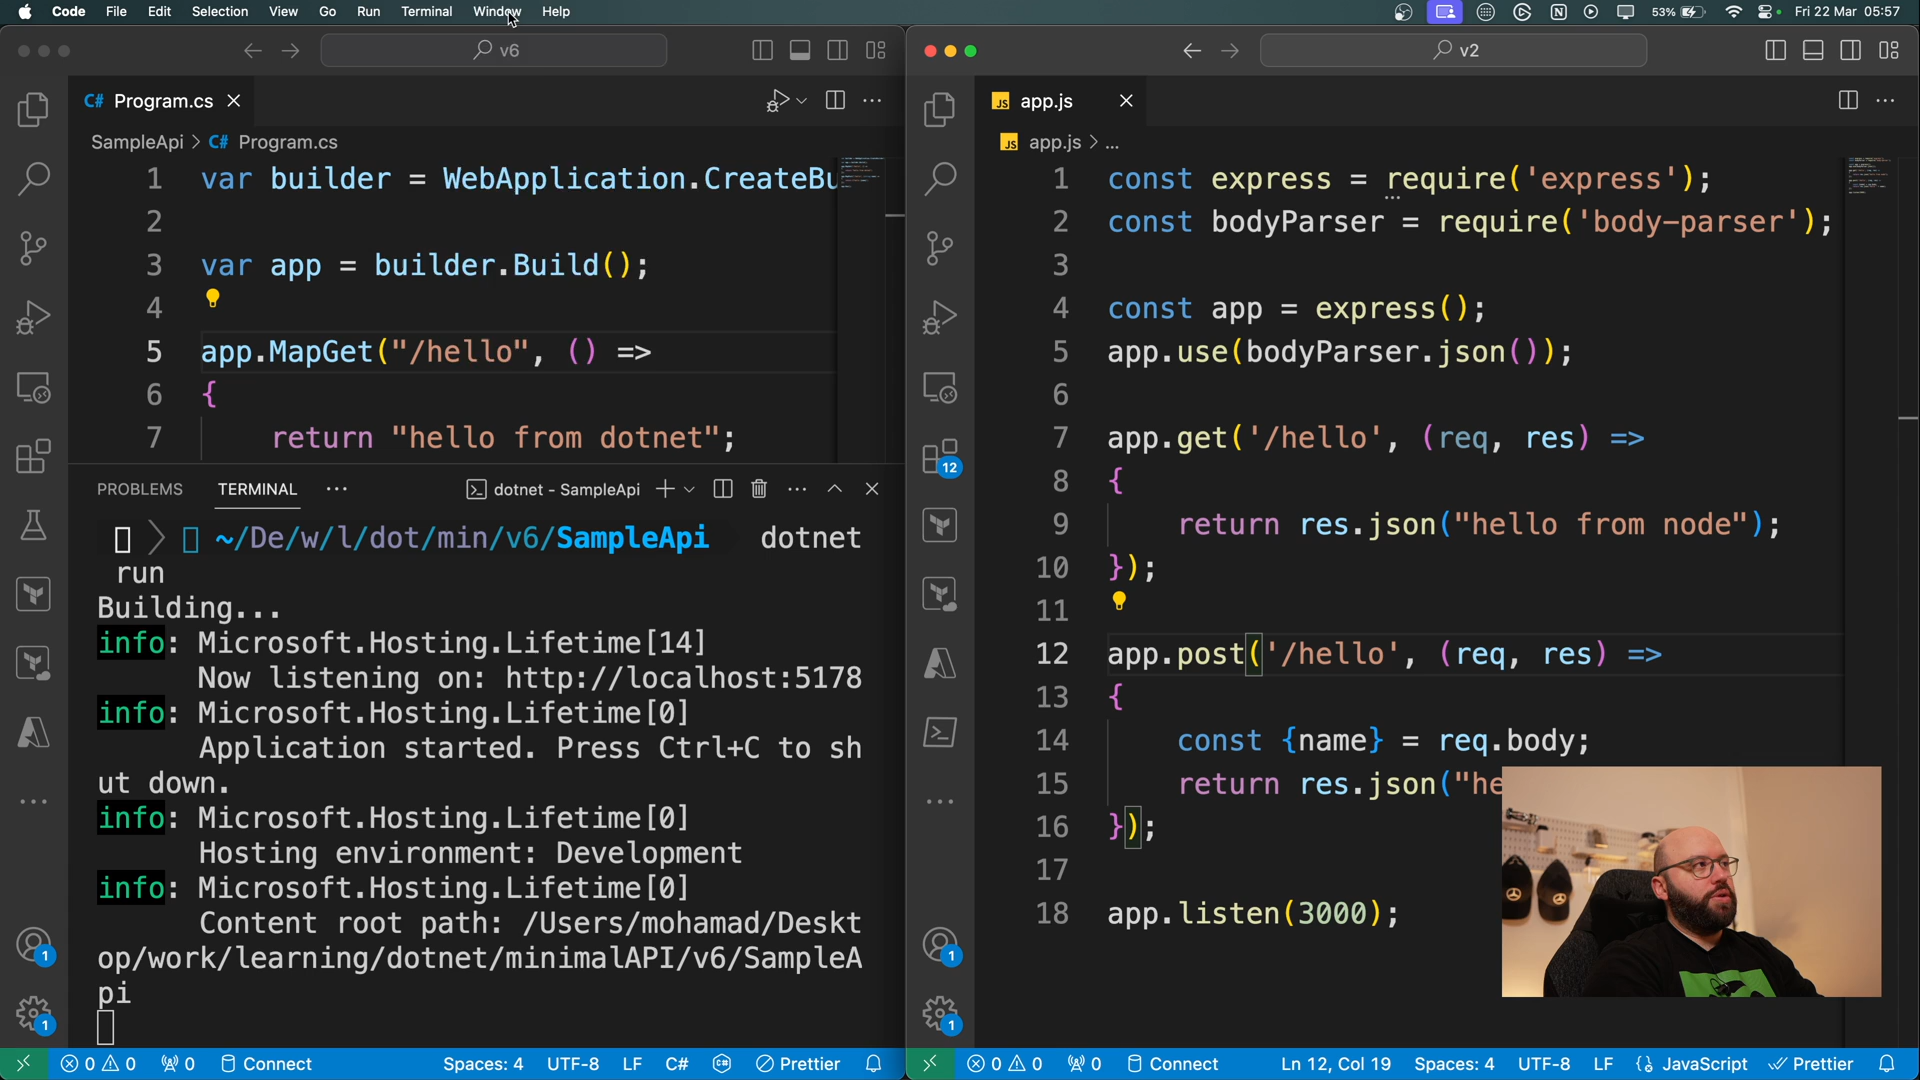 Code File Edit Selection View Go Run Terminal Window Help 53% Fri 22 Mar 05:57
v6
C# Program.cs
SampleApi > C# Program.cs
1 var builder = WebApplication.CreateBu
2
3 var app = builder.Build();
4
5 app.MapGet("/hello", () =>
6 {
7 return "hello from dotnet";
PROBLEMS TERMINAL ... dotnet - SampleApi
~/De/w/l/dot/min/v6/SampleApi dotnet
run
Building...
info: Microsoft.Hosting.Lifetime[14]
Now listening on: http://localhost:5178
info: Microsoft.Hosting.Lifetime[0]
Application started. Press Ctrl+C to sh
ut down.
info: Microsoft.Hosting.Lifetime[0]
Hosting environment: Development
info: Microsoft.Hosting.Lifetime[0]
Content root path: /Users/mohamad/Deskt
op/work/learning/dotnet/minimalAPI/v6/SampleA
pi
1
1
0 0 0 Connect Spaces: 4 UTF-8 LF C# Prettier
v2
JS app.js
JS app.js > ...
1 const express = require('express');
2 const bodyParser = require('body-parser');
3
4 const app = express();
5 app.use(bodyParser.json());
6
7 app.get('/hello', (req, res) =>
8 {
9 return res.json("hello from node");
10 });
11
12 app.post('/hello', (req, res) =>
13 {
14 const {name} = req.body;
15 return res.json("he
16 });
17
18 app.listen(3000);
12
1
1
0 0 0 Connect Ln 12, Col 19 Spaces: 4 UTF-8 LF {} JavaScript Prettier